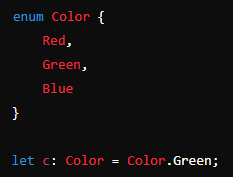 enum Color {
    Red,
    Green,
    Blue
}

let c: Color = Color.Green;